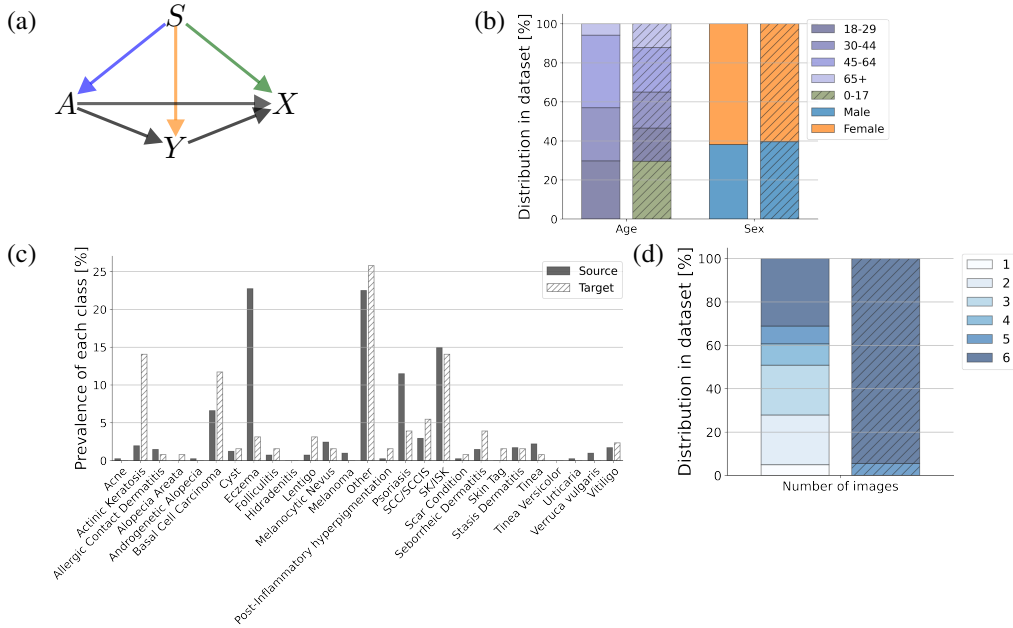 (a)
S
A
X
Y
(b)
Distribution in dataset [%]
100
80
60
40
20
0
Age
Sex
18-29
30-44
45-64
65+
0-17
Male
Female
(c)
Prevalence of each class [%]
25
20
15
10
5
0
Source
Target
Acne
Actinic Keratosis
Allergic Contact Dermatitis
Alopecia Areata
Androgenetic Alopecia
Basal Cell Carcinoma
Cyst
Eczema
Folliculitis
Hidradenitis
Lentigo
Melanocytic Nevus
Melanoma
Other
Post-Inflammatory hyperpigmentation
Psoriasis
SCC/SCCIS
SK/ISK
Scar Condition
Seborrheic Dermatitis
Skin Tag
Stasis Dermatitis
Tinea
Tinea Versicolor
Urticaria
Verruca vulgaris
Vitiligo
(d)
Distribution in dataset [%]
100
80
60
40
20
0
Number of images
1
2
3
4
5
6